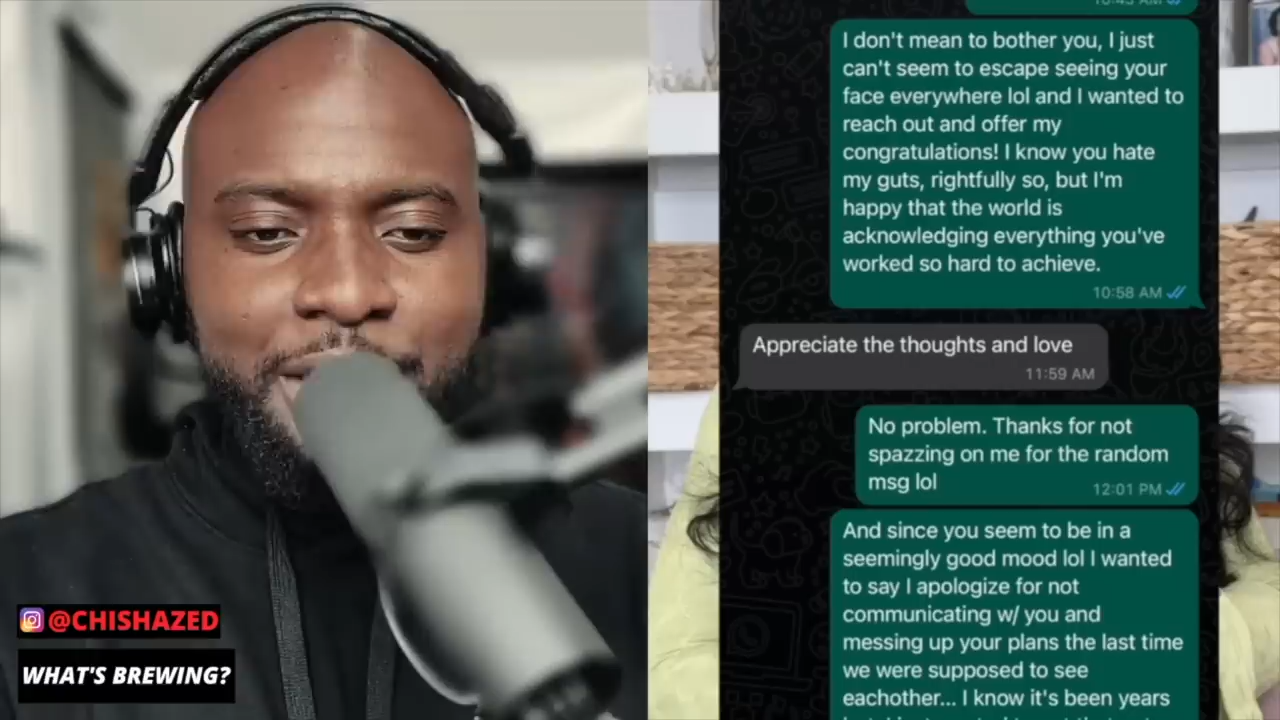 @CHISHAZED
WHAT'S BREWING?
I don't mean to bother you, I just
can't seem to escape seeing your
face everywhere lol and I wanted to
reach out and offer my
congratulations! I know you hate
my guts, rightfully so, but I'm
happy that the world is
acknowledging everything you've
worked so hard to achieve.
10:58 AM
Appreciate the thoughts and love
11:59 AM
No problem. Thanks for not
spazzing on me for the random
msg lol
12:01 PM
And since you seem to be in a
seemingly good mood lol I wanted
to say I apologize for not
communicating w/ you and
messing up your plans the last time
we were supposed to see
eachother... I know it's been years